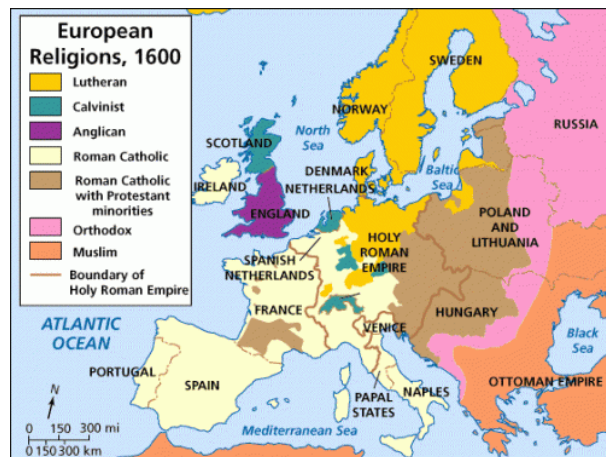 European
Religions, 1600
Lutheran
Calvinist
Anglican
Roman Catholic
Roman Catholic
with Protestant
minorities
Orthodox
Muslim
Boundary of
Holy Roman Empire
SWEDEN
NORWAY
RUSSIA
North
Sea
SCOTLAND
DENMARK
Baltic
Sea
IRELAND
NETHERLANDS
ENGLAND
POLAND
AND
LITHUANIA
HOLY
ROMAN
EMPIRE
SPANISH
NETHERLANDS
FRANCE
HUNGARY
VENICE
ATLANTIC
OCEAN
Black
Sea
PORTUGAL
SPAIN
OTTOMAN EMPIRE
PAPAL
STATES
NAPLES
N
Mediterranean Sea
0 150 300 mi
0 150 300 km